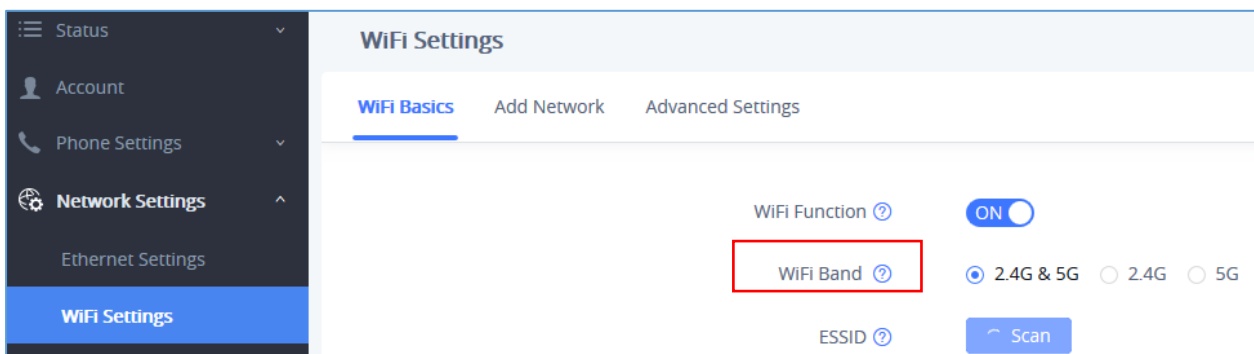 Status
Account
Phone Settings
Network Settings
Ethernet Settings
WiFi Settings
WiFi Settings
WiFi Basics Add Network Advanced Settings
WiFi Function ON
WiFi Band 2.4G & 5G 2.4G 5G
ESSID Scan